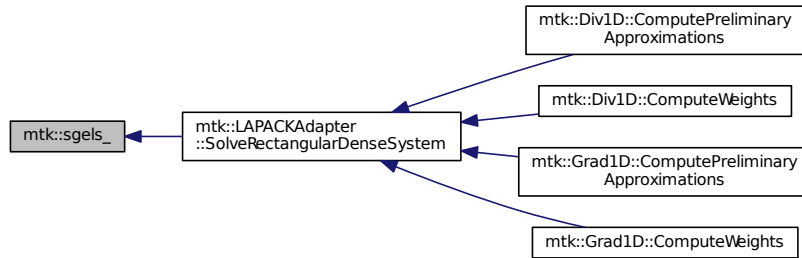 mtk::sgels_
mtk::LAPACKAdapter
::SolveRectangularDenseSystem
mtk::Div1D::ComputePreliminary
Approximations
mtk::Div1D::ComputeWeights
mtk::Grad1D::ComputePreliminary
Approximations
mtk::Grad1D::ComputeWeights